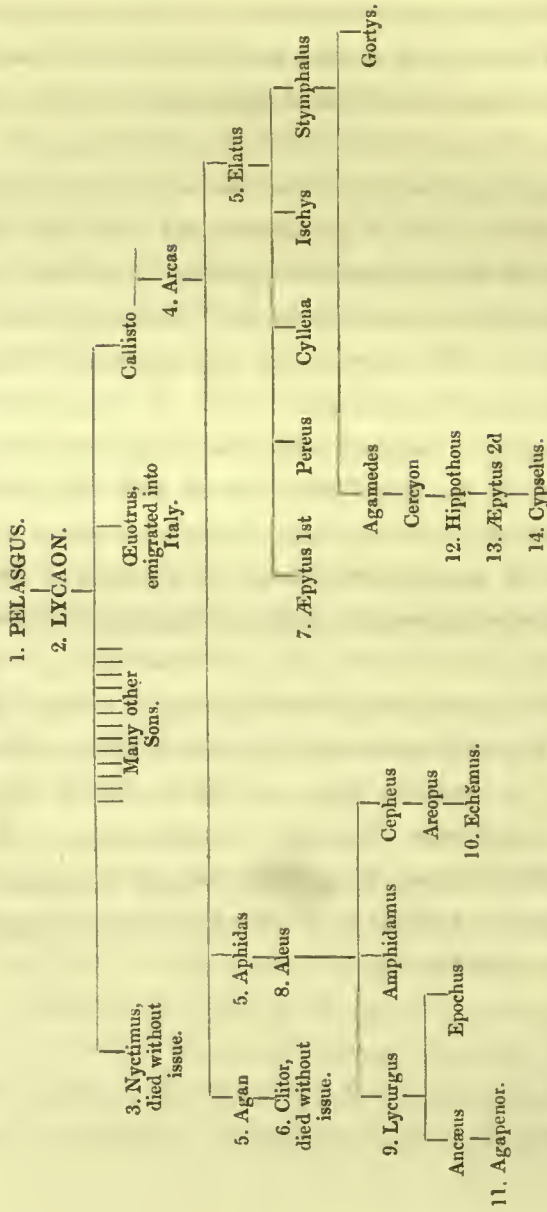 1. PELASGUS.
2. LYCAON.
3. Nyctimus,
died without
issue.
Many other
Sons.
Œuotrus,
emigrated into
Italy.
Callisto
4. Arcas
5. Agan
5. Aphidas
5. Elatus
6. Clitor,
died without
issue.
8. Aleus
7. Æpytus 1st
Pereus
Cyllena
Ischys
Stymphalus
9. Lycurgus
Amphidamus
Cepheus
Agamedes
Gortys.
Ancæus
Epochus
Areopus
Cercyon
11. Agapenor.
10. Echĕmus.
12. Hippothous
13. Æpytus 2d
14. Cypselus.